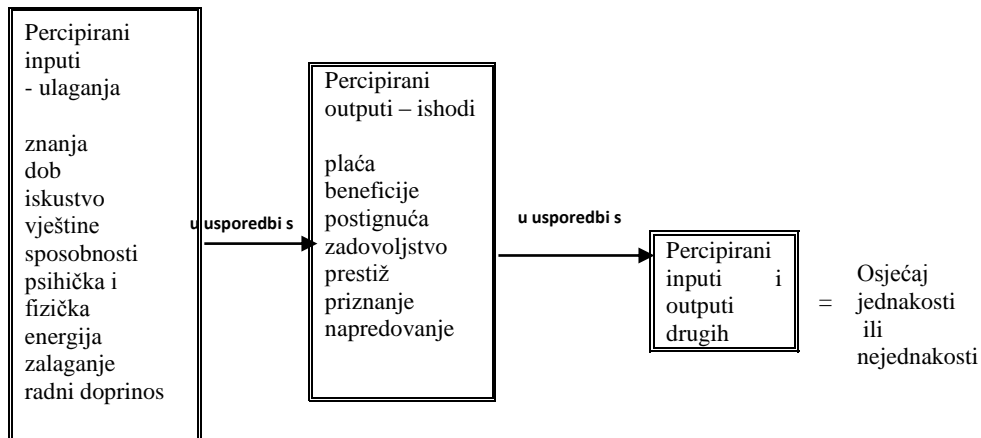 Percipirani
inputi
- ulaganja
znanja
dob
iskustvo
vještine
sposobnosti
psihička i
fizička
energija
zalaganje
radni doprinos
u usporedbi s
Percipirani
outputi – ishodi
plaća
beneficije
postignuća
zadovoljstvo
prestiž
priznanje
napredovanje
u usporedbi s
Percipirani
inputi i
outputi
drugih
=
Osjećaj
jednakosti
ili
nejednakosti